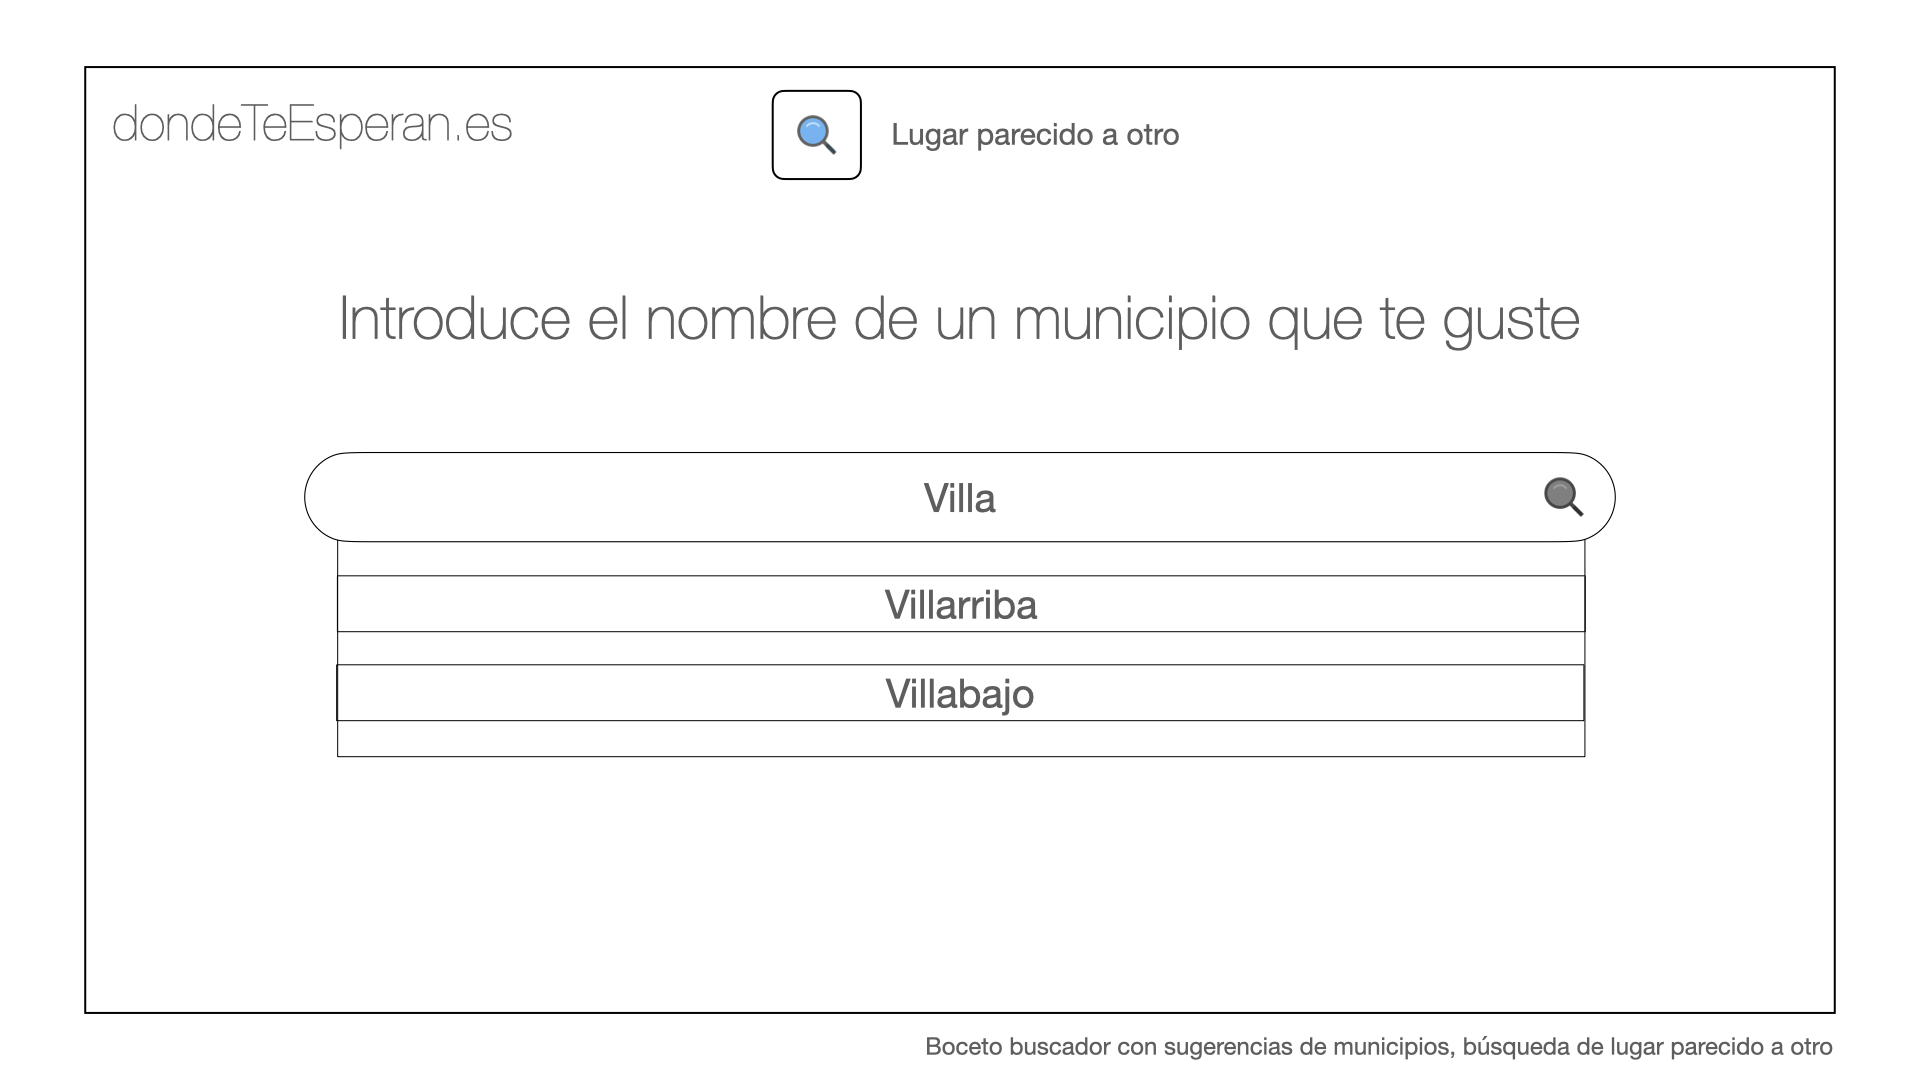 dondeTeEsperan.es
Lugar parecido a otro
Introduce el nombre de un municipio que te guste
Villa
Villarriba
Villabajo
Boceto buscador con sugerencias de municipios, búsqueda de lugar parecido a otro